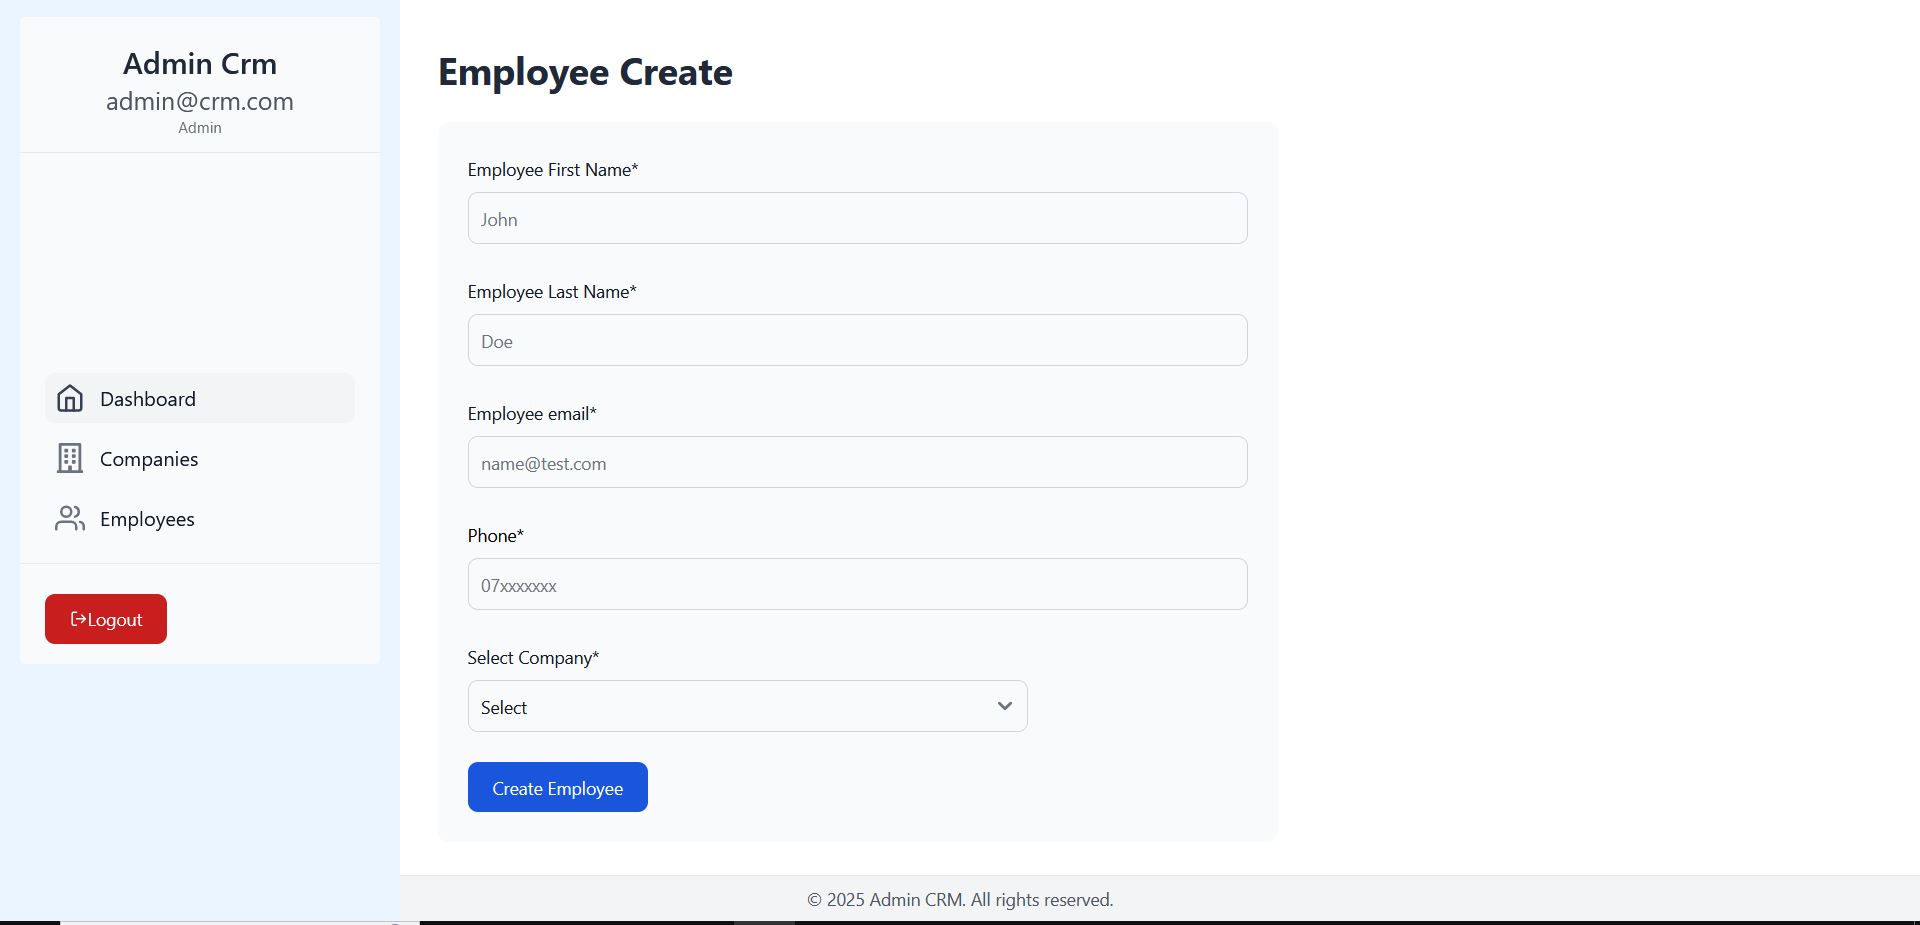 Admin Crm
admin@crm.com
Admin
Dashboard
Companies
Employees
Logout
Employee Create
Employee First Name*
John
Employee Last Name*
Doe
Employee email*
name@test.com
Phone*
07xxxxxxx
Select Company*
Select
Create Employee
© 2025 Admin CRM. All rights reserved.